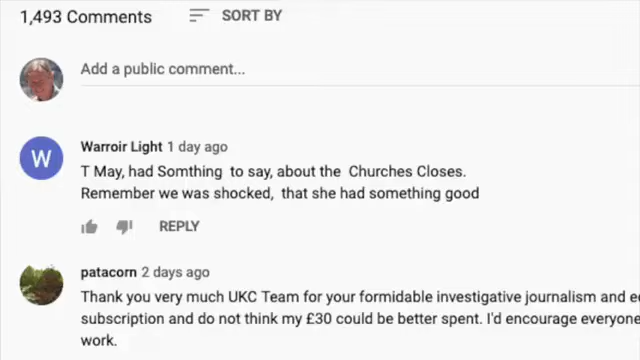 1,493 Comments SORT BY
Add a public comment...
W
Warroir Light 1 day ago
T May, had Somthing to say, about the Churches Closes.
Remember we was shocked, that she had something good
REPLY
patacorn 2 days ago
Thank you very much UKC Team for your formidable investigative journalism and
subscription and do not think my £30 could be better spent. I'd encourage everyone
work.